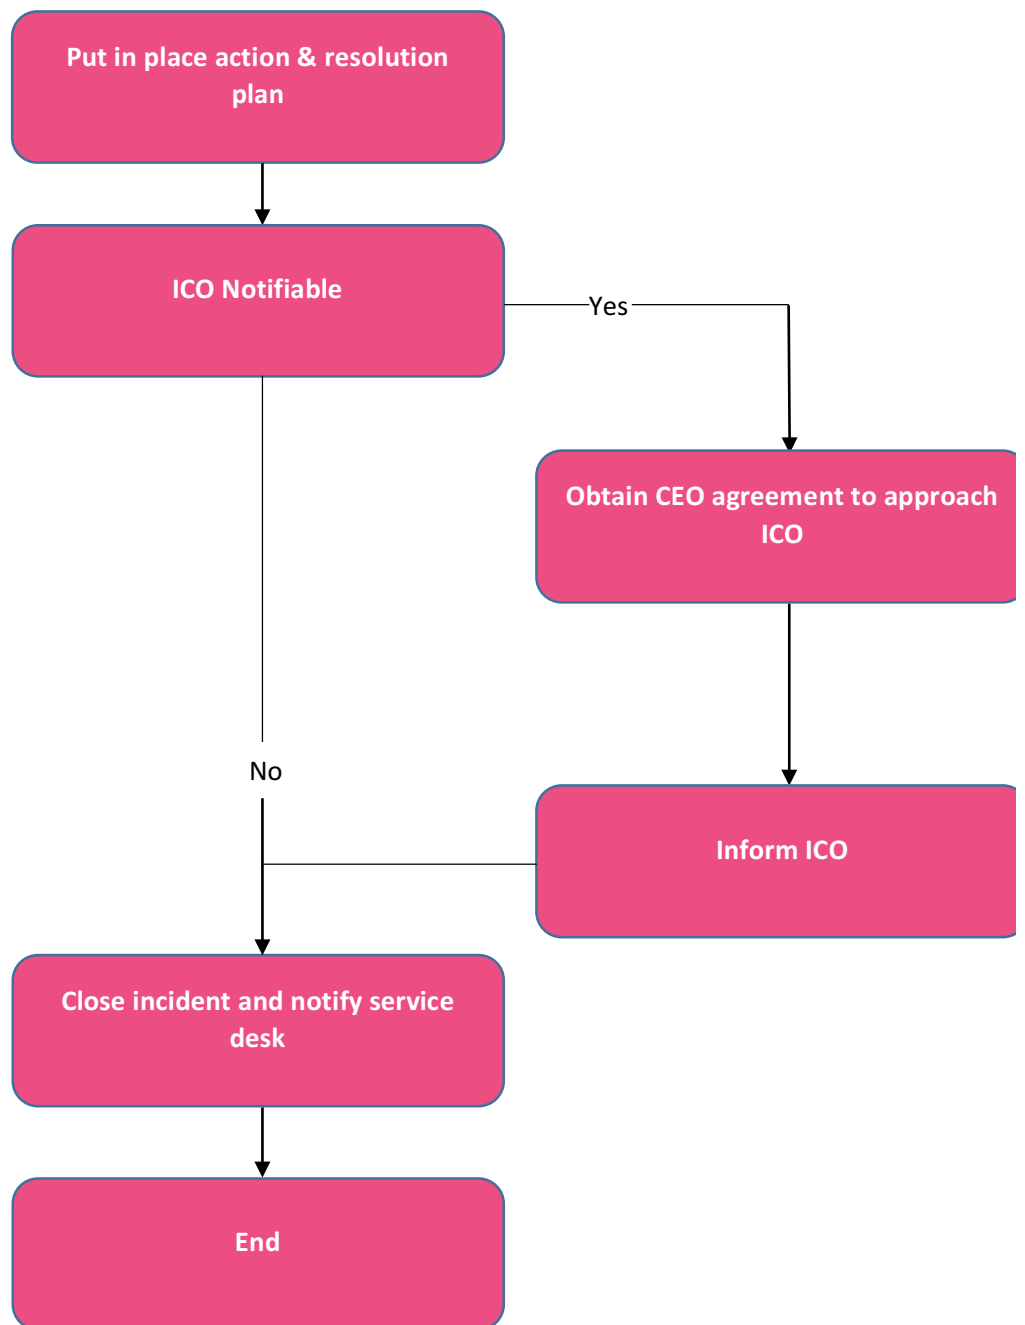 Put in place action & resolution
plan
ICO Notifiable
Yes
Obtain CEO agreement to approach
ICO
No
Inform ICO
Close incident and notify service
desk
End